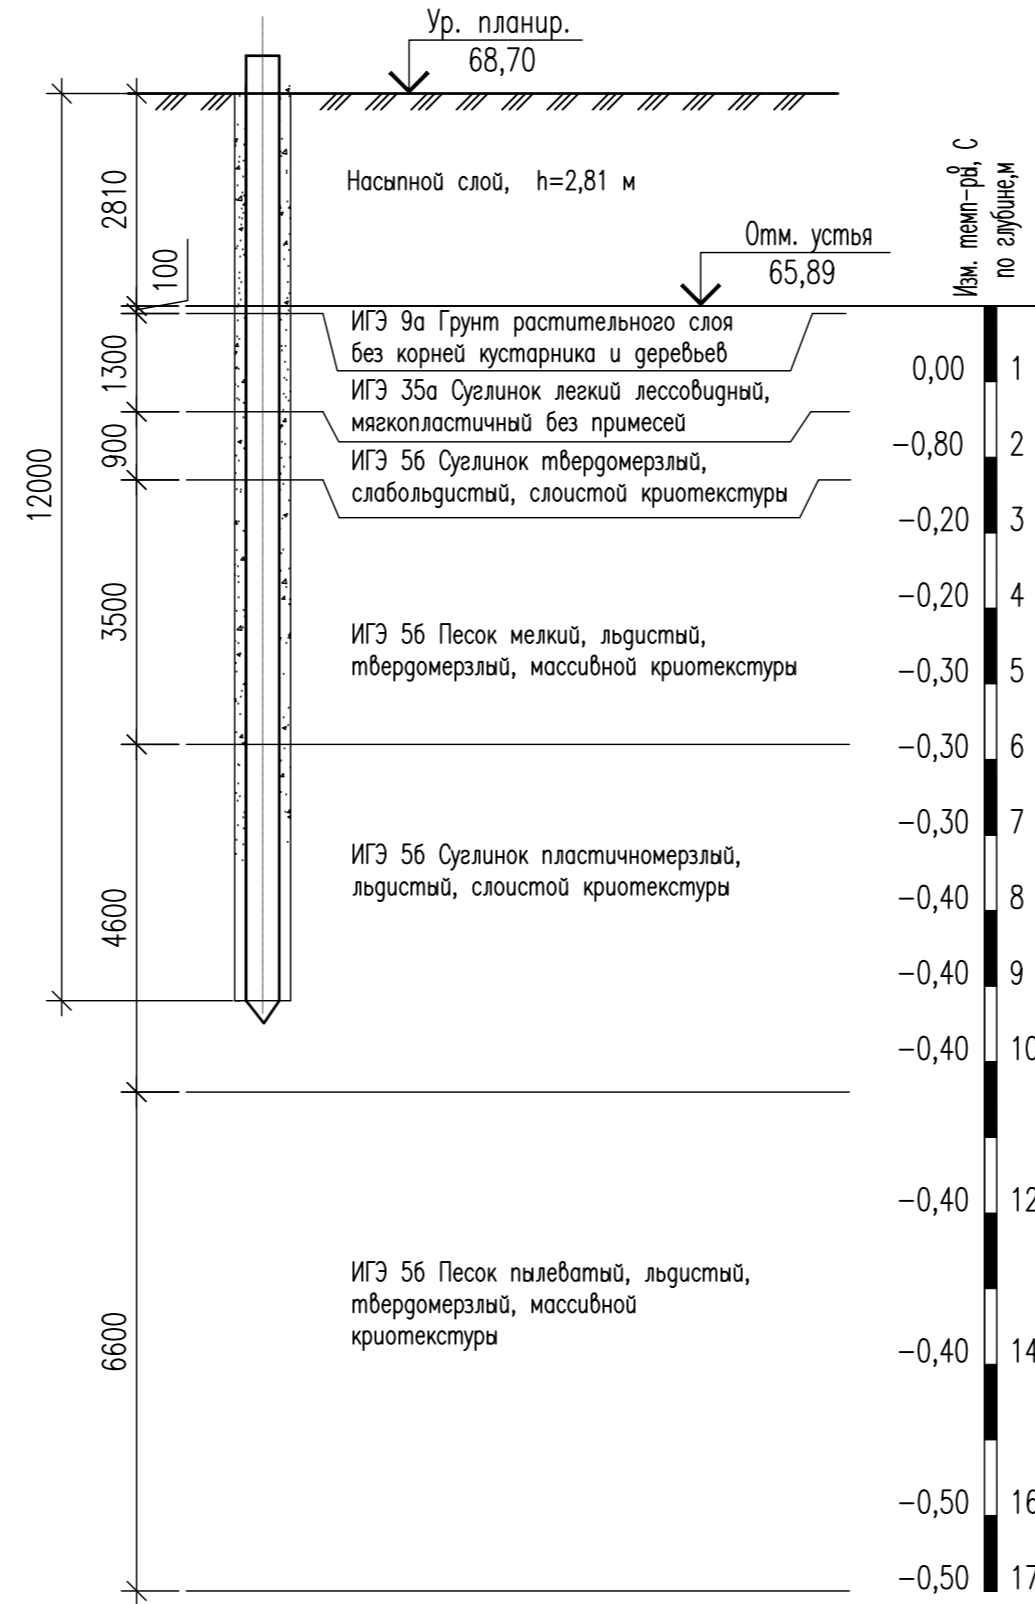 Ур. планир.
68,70
Насыпной слой, h=2,81 м
Отм. устья
65,89
Изм. темп-ры, °С
по глубине,м
2810
100
1300
900
12000
3500
4600
6600
ИГЭ 9а Грунт растительного слоя
без корней кустарника и деревьев
ИГЭ 35а Суглинок легкий лессовидный,
мягкопластичный без примесей
ИГЭ 5б Суглинок твердомерзлый,
слабольдистый, слоистой криотекстуры
ИГЭ 5б Песок мелкий, льдистый,
твердомерзлый, массивной криотекстуры
ИГЭ 5б Суглинок пластичномерзлый,
льдистый, слоистой криотекстуры
ИГЭ 5б Песок пылеватый, льдистый,
твердомерзлый, массивной
криотекстуры
0,00 1
-0,80 2
-0,20 3
-0,20 4
-0,30 5
-0,30 6
-0,30 7
-0,40 8
-0,40 9
-0,40 10
-0,40 12
-0,40 14
-0,50 16
-0,50 17